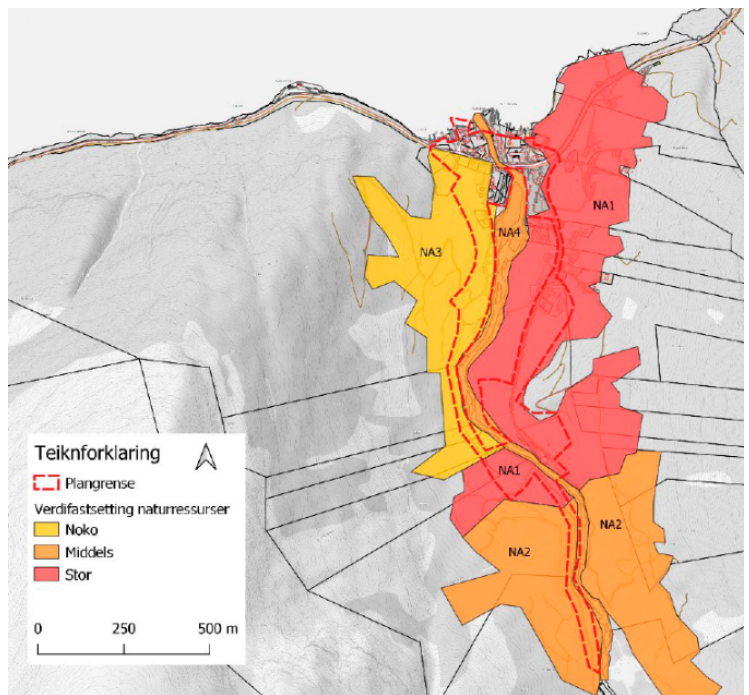 NA1
NA4
NA3
NA1
NA2
NA2
Teiknforklaring
Plangrense
Verdifastsetting naturressurser
Noko
Middels
Stor
0 250 500 m